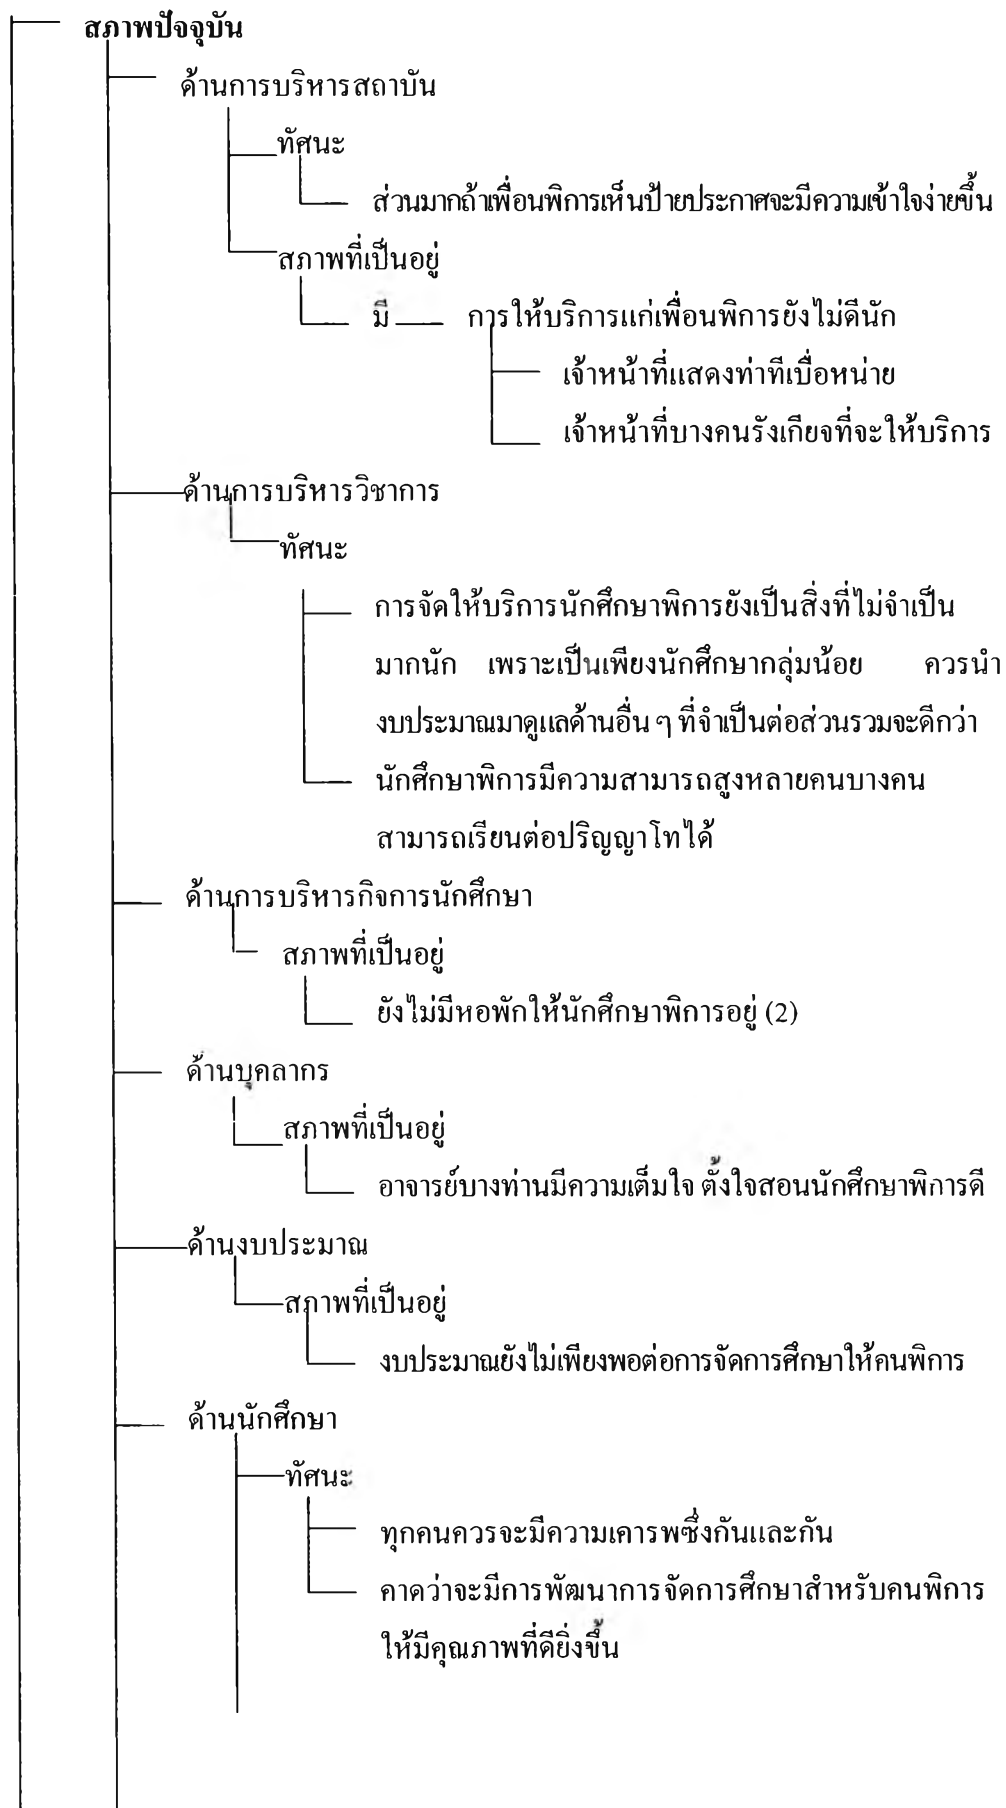 สภาพปัจจุบัน
ด้านการบริหารสถาบัน
ทัศนะ
ส่วนมากถ้าเพื่อนพิการเห็นป้ายประกาศจะมีความเข้าใจง่ายขึ้น
สภาพที่เป็นอยู่
มี การให้บริการแก่เพื่อนพิการยังไม่ดีนัก
เจ้าหน้าที่แสดงท่าทีเบื่อหน่าย
เจ้าหน้าที่บางคนรังเกียจที่จะให้บริการ
ด้านการบริหารวิชาการ
ทัศนะ
การจัดให้บริการนักศึกษาพิการยังเป็นสิ่งที่ไม่จำเป็น
มากนัก เพราะเป็นเพียงนักศึกษากลุ่มน้อย ควรนำ
งบประมาณมาดูแลด้านอื่น ๆ ที่จำเป็นต่อส่วนรวมจะดีกว่า
นักศึกษาพิการมีความสามารถสูงหลายคนบางคน
สามารถเรียนต่อปริญญาโทได้
ด้านการบริหารกิจการนักศึกษา
สภาพที่เป็นอยู่
ยังไม่มีหอพักให้นักศึกษาพิการอยู่ (2)
ด้านบุคลากร
สภาพที่เป็นอยู่
อาจารย์บางท่านมีความเต็มใจ ตั้งใจสอนนักศึกษาพิการดี
ด้านงบประมาณ
สภาพที่เป็นอยู่
งบประมาณยังไม่เพียงพอต่อการจัดการศึกษาให้คนพิการ
ด้านนักศึกษา
ทัศนะ
ทุกคนควรจะมีความเคารพซึ่งกันและกัน
คาดว่าจะมีการพัฒนาการจัดการศึกษาสำหรับคนพิการ
ให้มีคุณภาพที่ดียิ่งขึ้น